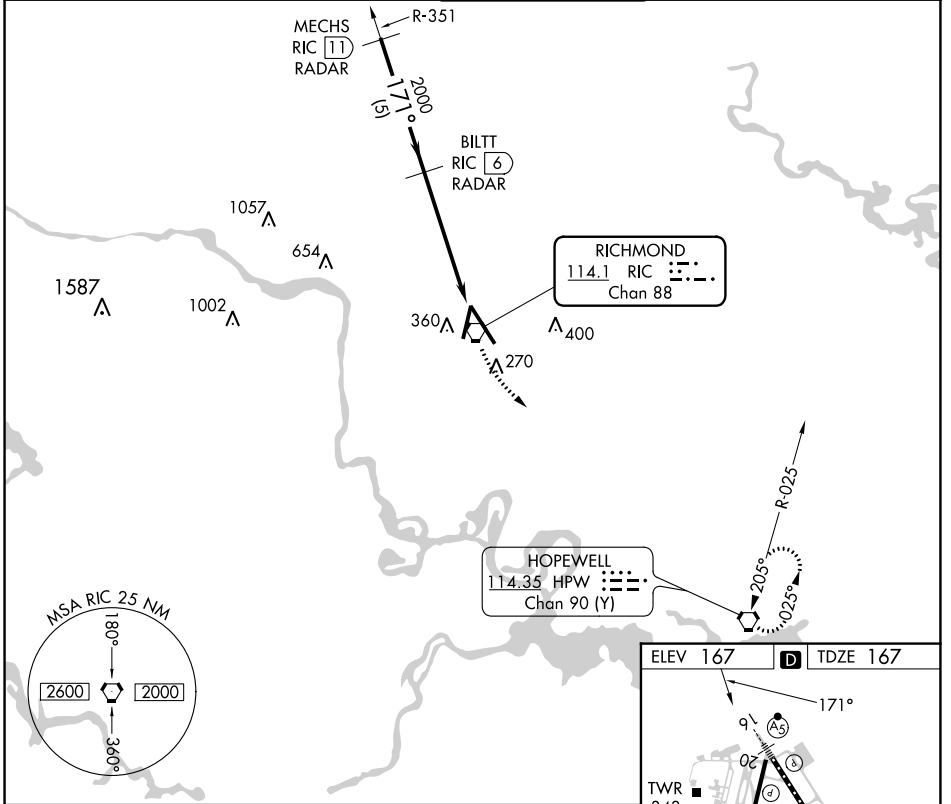 R-351
MECHS
RIC 11
RADAR
2000
171°
(5)
BILTT
RIC 6
RADAR
1057
654
1587
1002
RICHMOND
114.1 RIC
Chan 88
360
400
270
R-025
HOPEWELL
114.35 HPW
Chan 90 (Y)
205°
025°
MSA RIC 25 NM
180°
2600
2000
360°
ELEV 167
D
TDZE 167
171°
16
A5
20
P
TWR
P